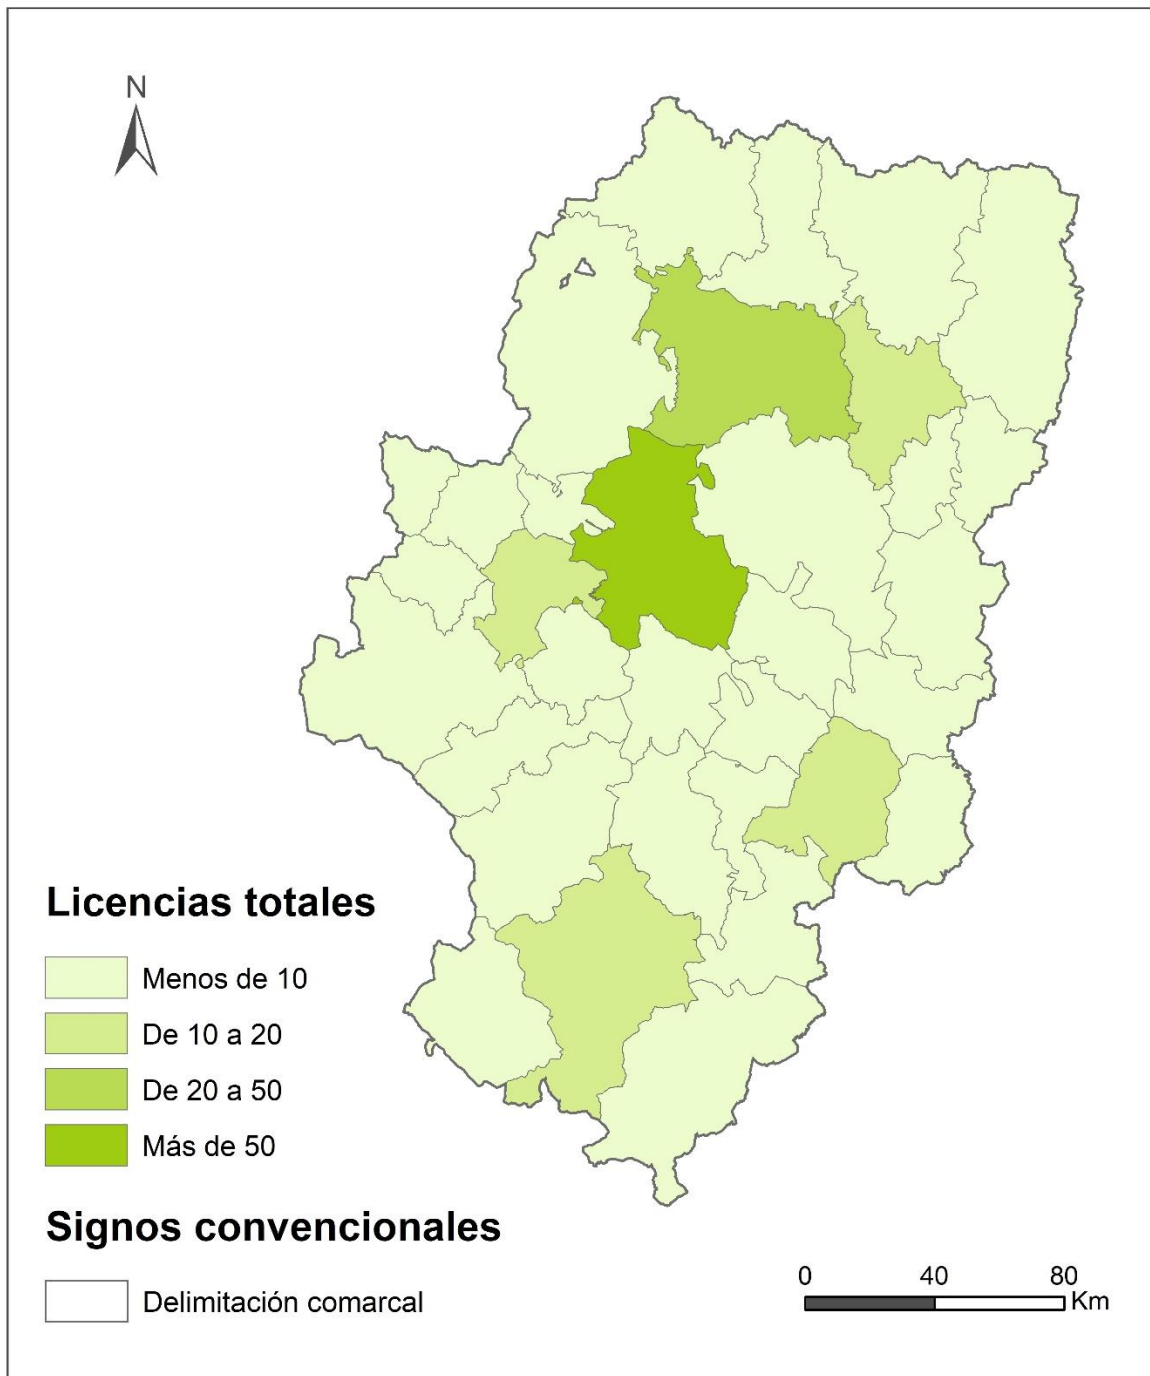 N
Licencias totales
Menos de 10
De 10 a 20
De 20 a 50
Más de 50
Signos convencionales
Delimitación comarcal
0 40 80
Km